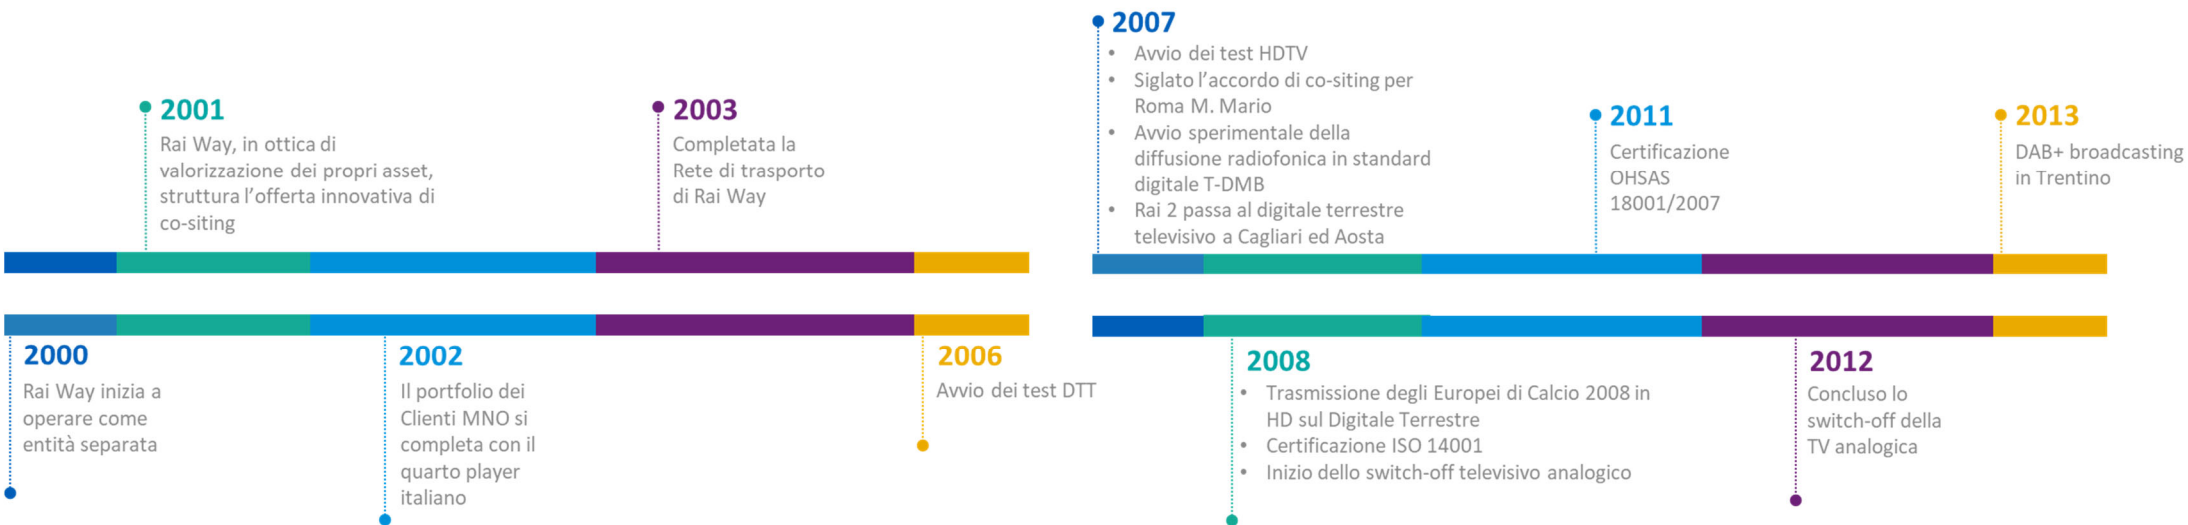 2001
Rai Way, in ottica di
valorizzazione dei propri asset,
struttura l'offerta innovativa di
co-siting
2003
Completata la
Rete di trasporto
di Rai Way
2000
Rai Way inizia a
operare come
entità separata
2002
Il portfolio dei
Clienti MNO si
completa con il
quarto player
italiano
2006
Avvio dei test DTT
2007
• Avvio dei test HDTV
• Siglato l'accordo di co-siting per
Roma M. Mario
• Avvio sperimentale della
diffusione radiofonica in standard
digitale T-DMB
• Rai 2 passa al digitale terrestre
televisivo a Cagliari ed Aosta
2011
Certificazione
OHSAS
18001/2007
2013
DAB+ broadcasting
in Trentino
2008
• Trasmissione degli Europei di Calcio 2008 in
HD sul Digitale Terrestre
• Certificazione ISO 14001
• Inizio dello switch-off televisivo analogico
2012
Concluso lo
switch-off della
TV analogica